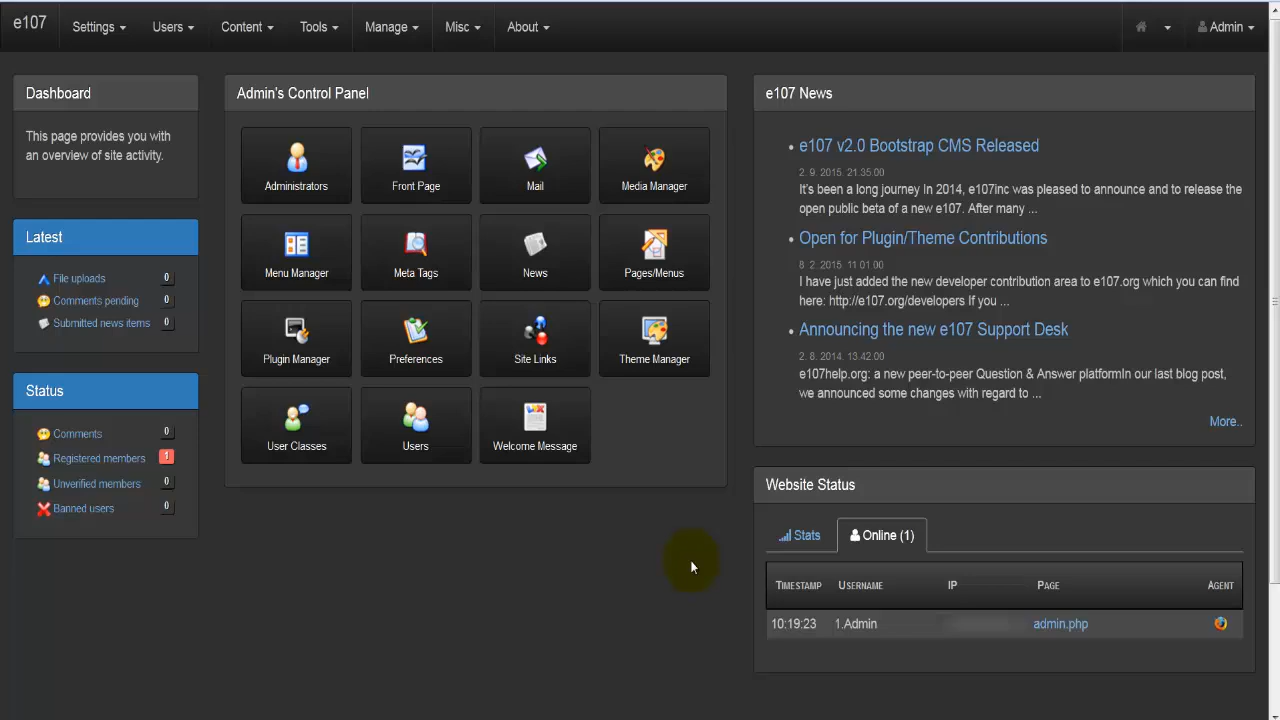 e107 Settings Users Content Tools Manage Misc About Admin
Dashboard
This page provides you with
an overview of site activity.
Latest
File uploads 0
Comments pending 0
Submitted news items 0
Status
Comments 0
Registered members 1
Unverified members 0
Banned users 0
Admin's Control Panel
Administrators Front Page Mail Media Manager
Menu Manager Meta Tags News Pages/Menus
Plugin Manager Preferences Site Links Theme Manager
User Classes Users Welcome Message
e107 News
e107 v2.0 Bootstrap CMS Released
2. 9. 2015. 21.35.00
It's been a long journey In 2014, e107inc was pleased to announce and to release the
open public beta of a new e107. After many ...
Open for Plugin/Theme Contributions
8. 2. 2015. 11.01.00
I have just added the new developer contribution area to e107.org which you can find
here: http://e107.org/developers If you ...
Announcing the new e107 Support Desk
2. 8. 2014. 13.42.00
e107help.org: a new peer-to-peer Question & Answer platformIn our last blog post,
we announced some changes with regard to ...
More..
Website Status
Stats Online (1)
TIMESTAMP USERNAME IP PAGE AGENT
10:19:23 1.Admin admin.php